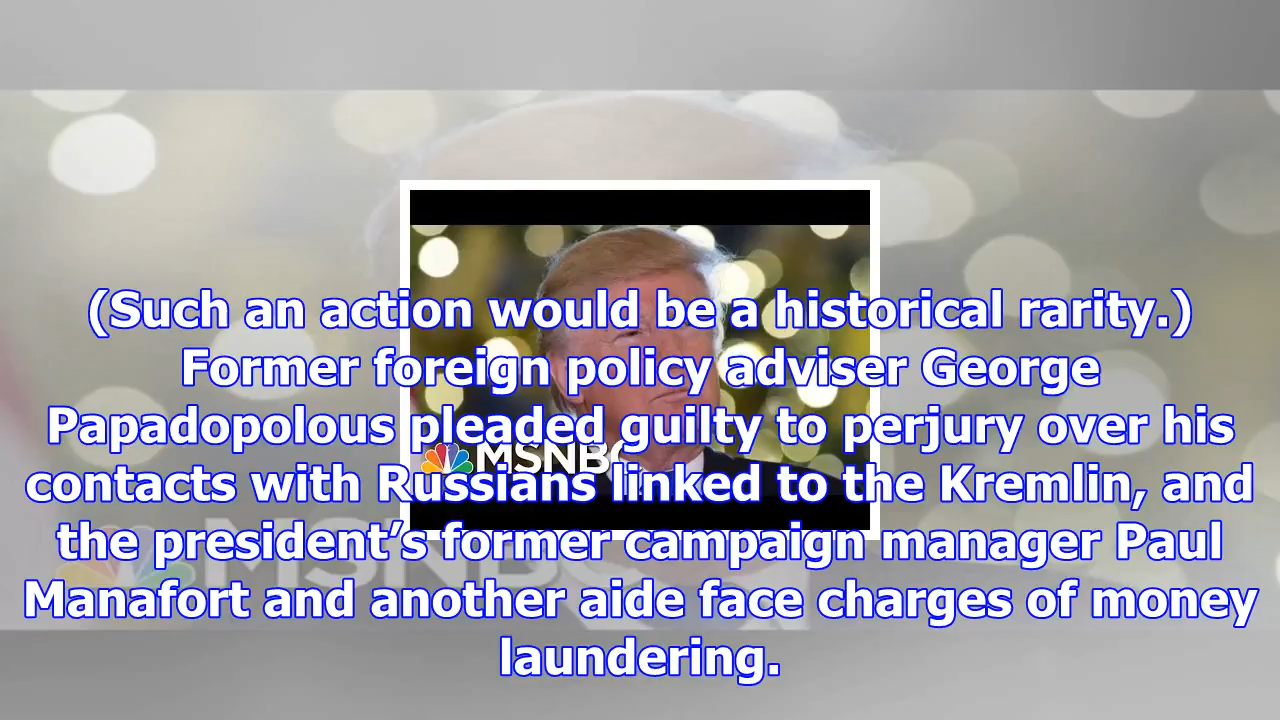 (Such an action would be a historical rarity.)
Former foreign policy adviser George
Papadopolous pleaded guilty to perjury over his
contacts with Russians linked to the Kremlin, and
the president’s former campaign manager Paul
Manafort and another aide face charges of money
laundering.
MSNBC
MSNBC